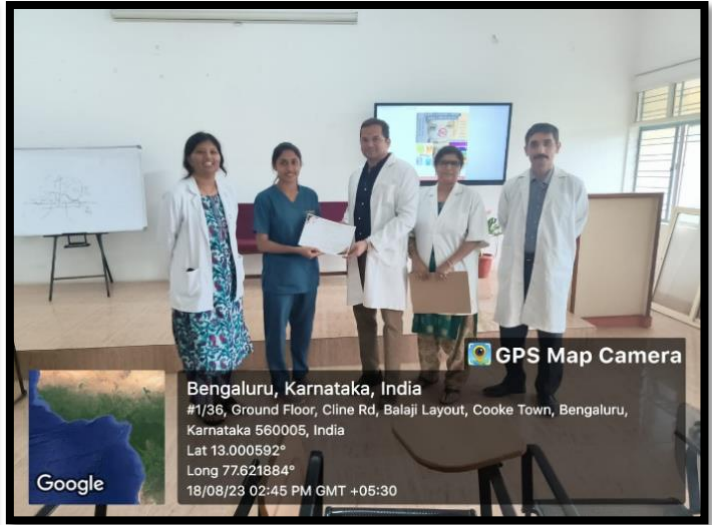 GPS Map Camera
Bengaluru, Karnataka, India
#1/36, Ground Floor, Cline Rd, Balaji Layout, Cooke Town, Bengaluru,
Karnataka 560005, India
Lat 13.000592°
Long 77.621884°
18/08/23 02:45 PM GMT +05:30
Google